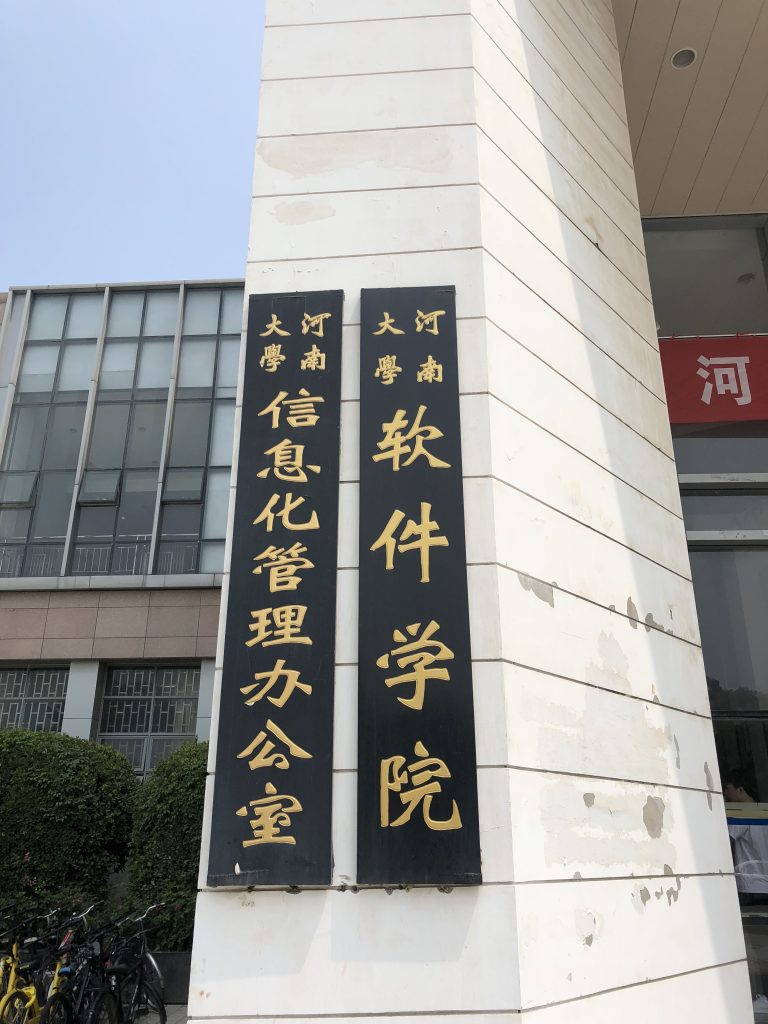 河南大學
软件学院
河南大學
信息化管理办公室
河